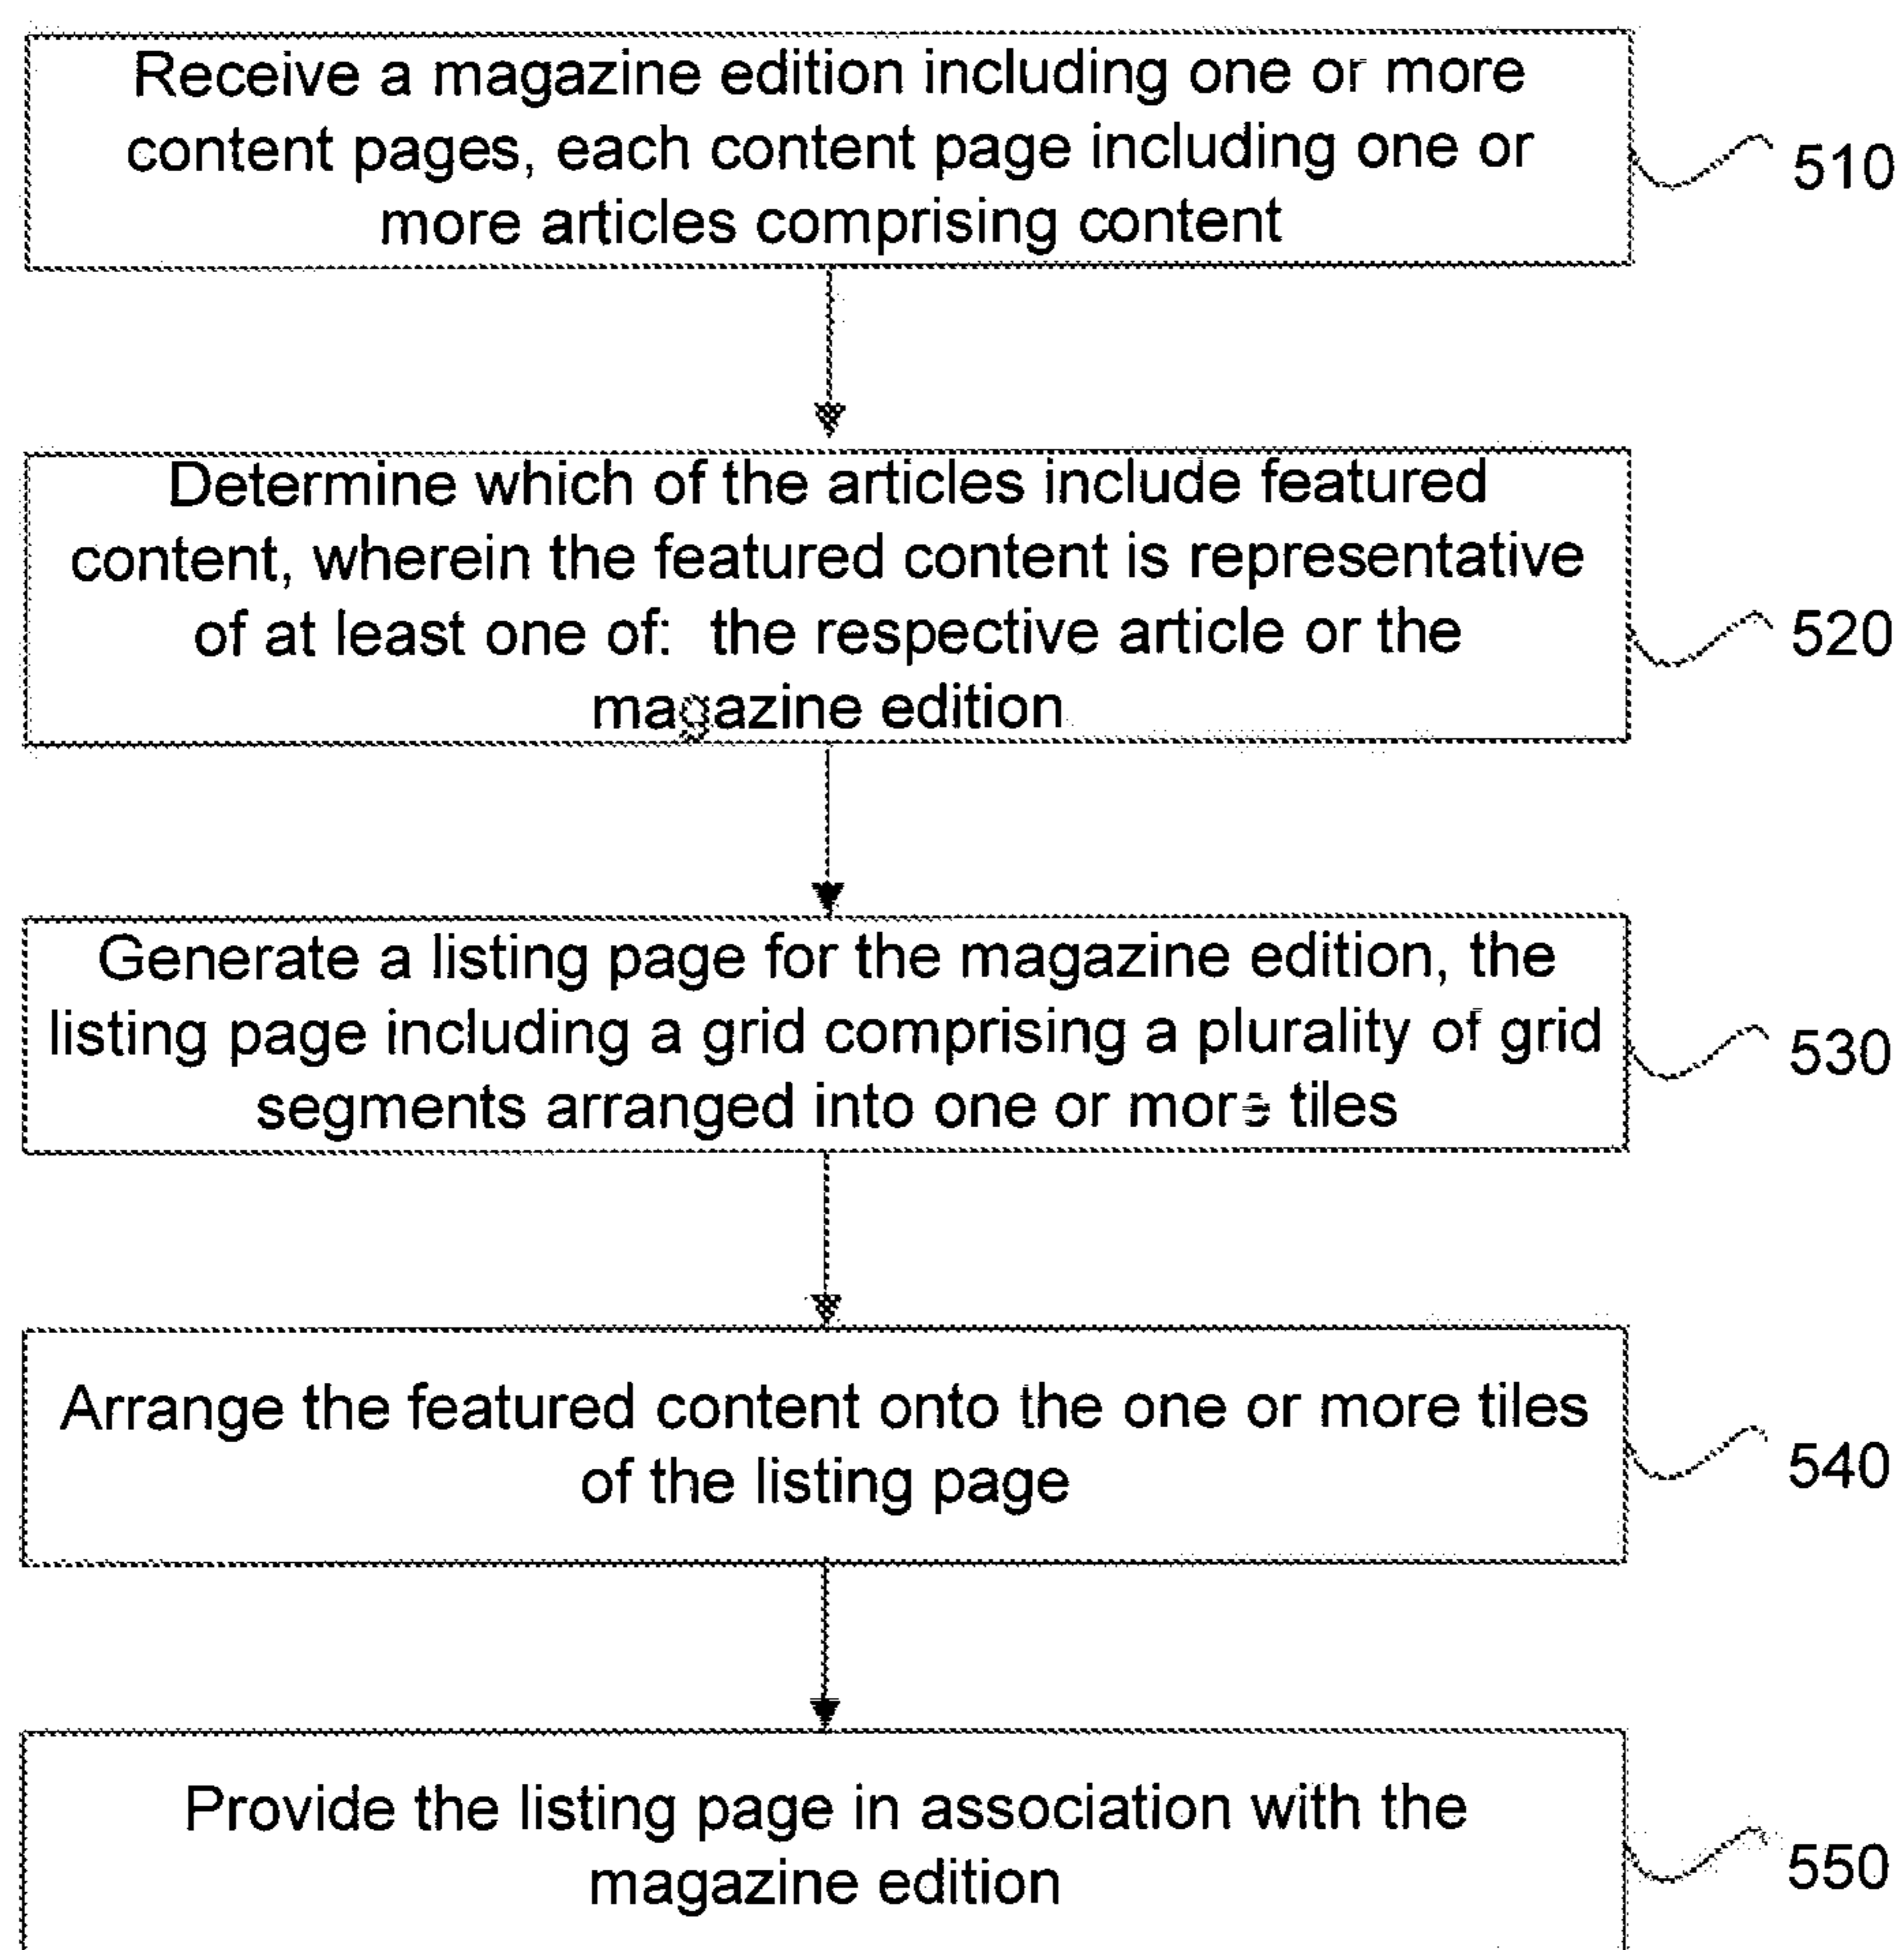 Receive a magazine edition including one or more
content pages, each content page including one or
more articles comprising content
510
Determine which of the articles include featured
content, wherein the featured content is representative
of at least one of: the respective article or the
magazine edition
520
Generate a listing page for the magazine edition, the
listing page including a grid comprising a plurality of grid
segments arranged into one or more tiles
530
Arrange the featured content onto the one or more tiles
of the listing page
540
Provide the listing page in association with the
magazine edition
550